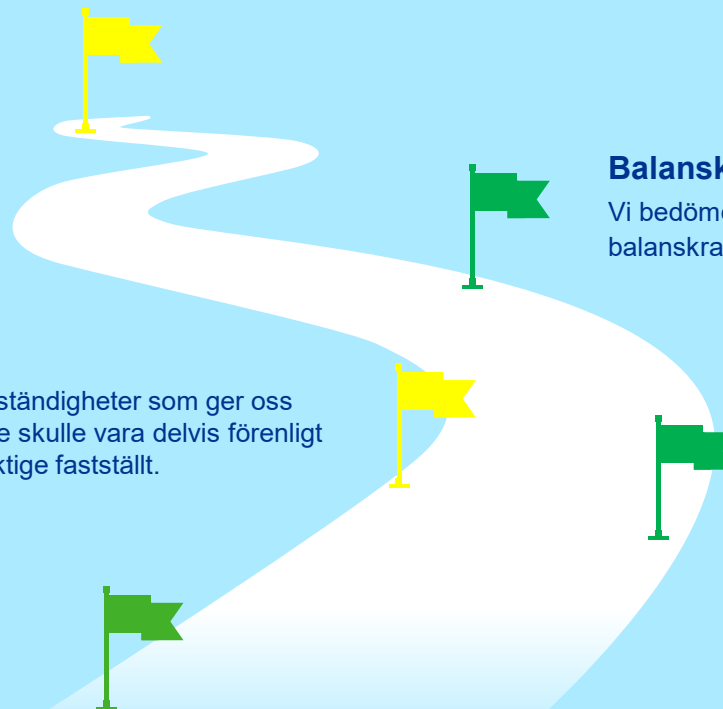 Balansk
Vi bedöme
balanskra
ständigheter som ger oss
e skulle vara delvis förenligt
ktige fastställt.